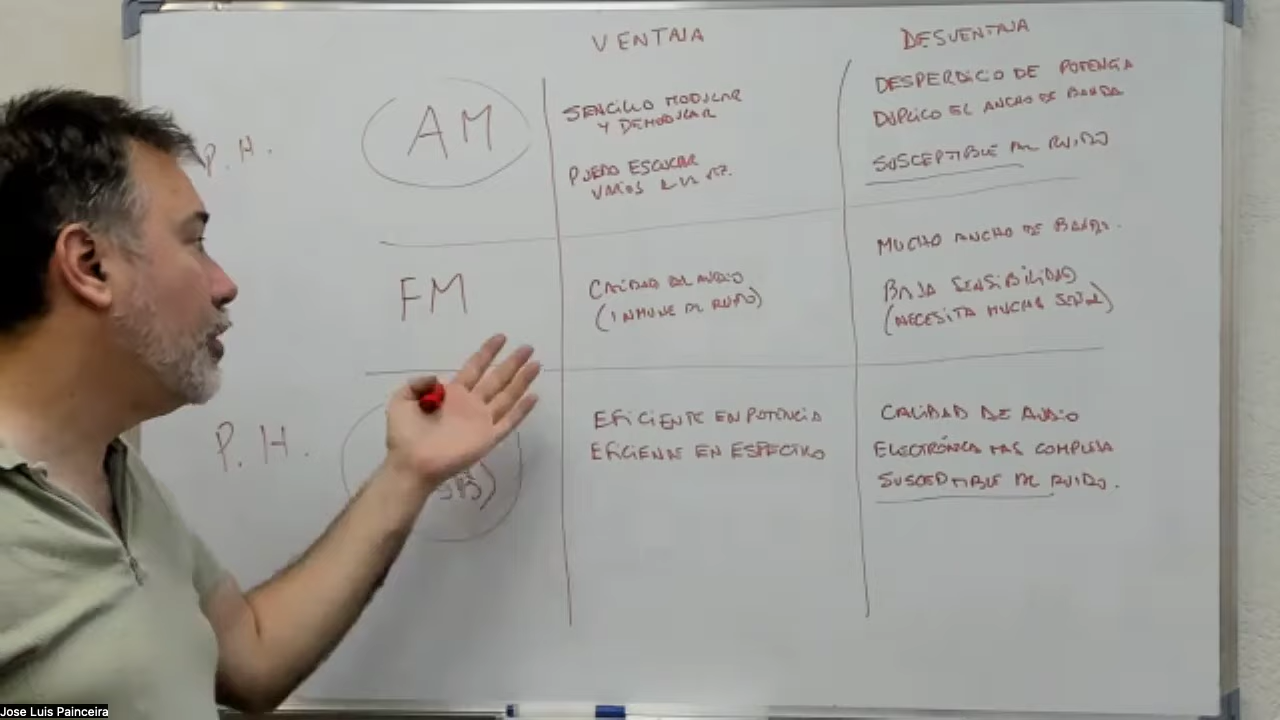 VENTAJA
DESVENTAJA
P.H.
AM
SENCILLO MODULAR
Y DEMODULAR
PUEDO ESCUCHAR
VARIOS
DESPERDICIO DE POTENCIA
DUPLICO EL ANCHO DE BANDA
SUSCEPTIBLE AL RUIDO
FM
CALIDAD DE AUDIO
(INMUNE AL RUIDO)
MUCHO ANCHO DE BANDA.
BAJA SENSIBILIDAD
(NECESITA MUCHA SEÑAL)
P.H.
EFICIENTE EN POTENCIA
EFICIENTE EN ESPECTRO
CALIDAD DE AUDIO
ELECTRÓNICA MAS COMPLEJA
SUSCEPTIBLE AL RUIDO.
Jose Luis Painceira